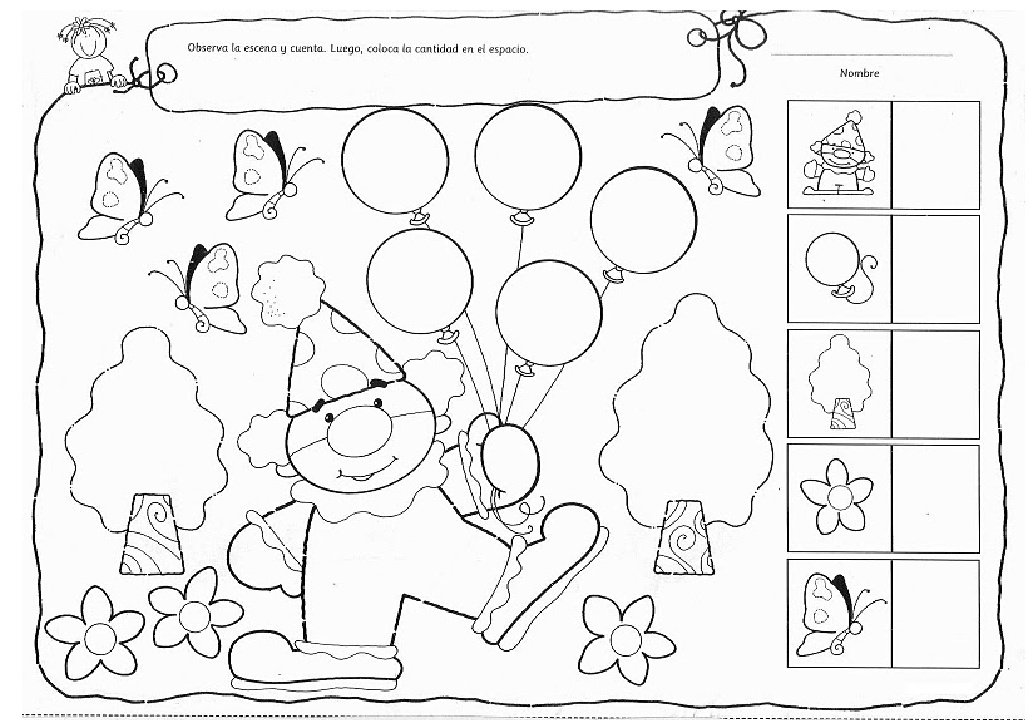 Observa la escena y cuenta. Luego, coloca la cantidad en el espacio.
Nombre